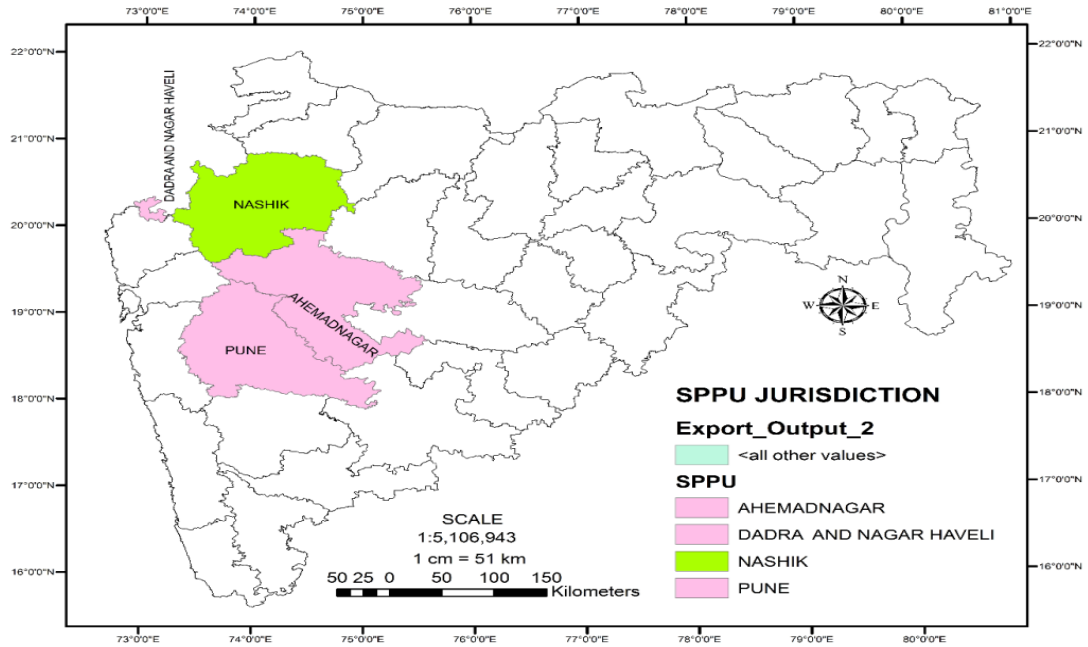 73°0'0"E 74°0'0"E 75°0'0"E 76°0'0"E 77°0'0"E 78°0'0"E 79°0'0"E 80°0'0"E 81°0'0"E
22°0'0"N
21°0'0"N
20°0'0"N
19°0'0"N
18°0'0"N
17°0'0"N
16°0'0"N
DADRA AND NAGAR HAVELI
NASHIK
AHEMADNAGAR
PUNE
N
W E
S
22°0'0"N
21°0'0"N
20°0'0"N
19°0'0"N
18°0'0"N
17°0'0"N
16°0'0"N
SPPU JURISDICTION
Export_Output_2
<all other values>
SPPU
AHEMADNAGAR
DADRA AND NAGAR HAVELI
NASHIK
PUNE
SCALE
1:5,106,943
1 cm = 51 km
50 25 0 50 100 150
Kilometers
73°0'0"E 74°0'0"E 75°0'0"E 76°0'0"E 77°0'0"E 78°0'0"E 79°0'0"E 80°0'0"E